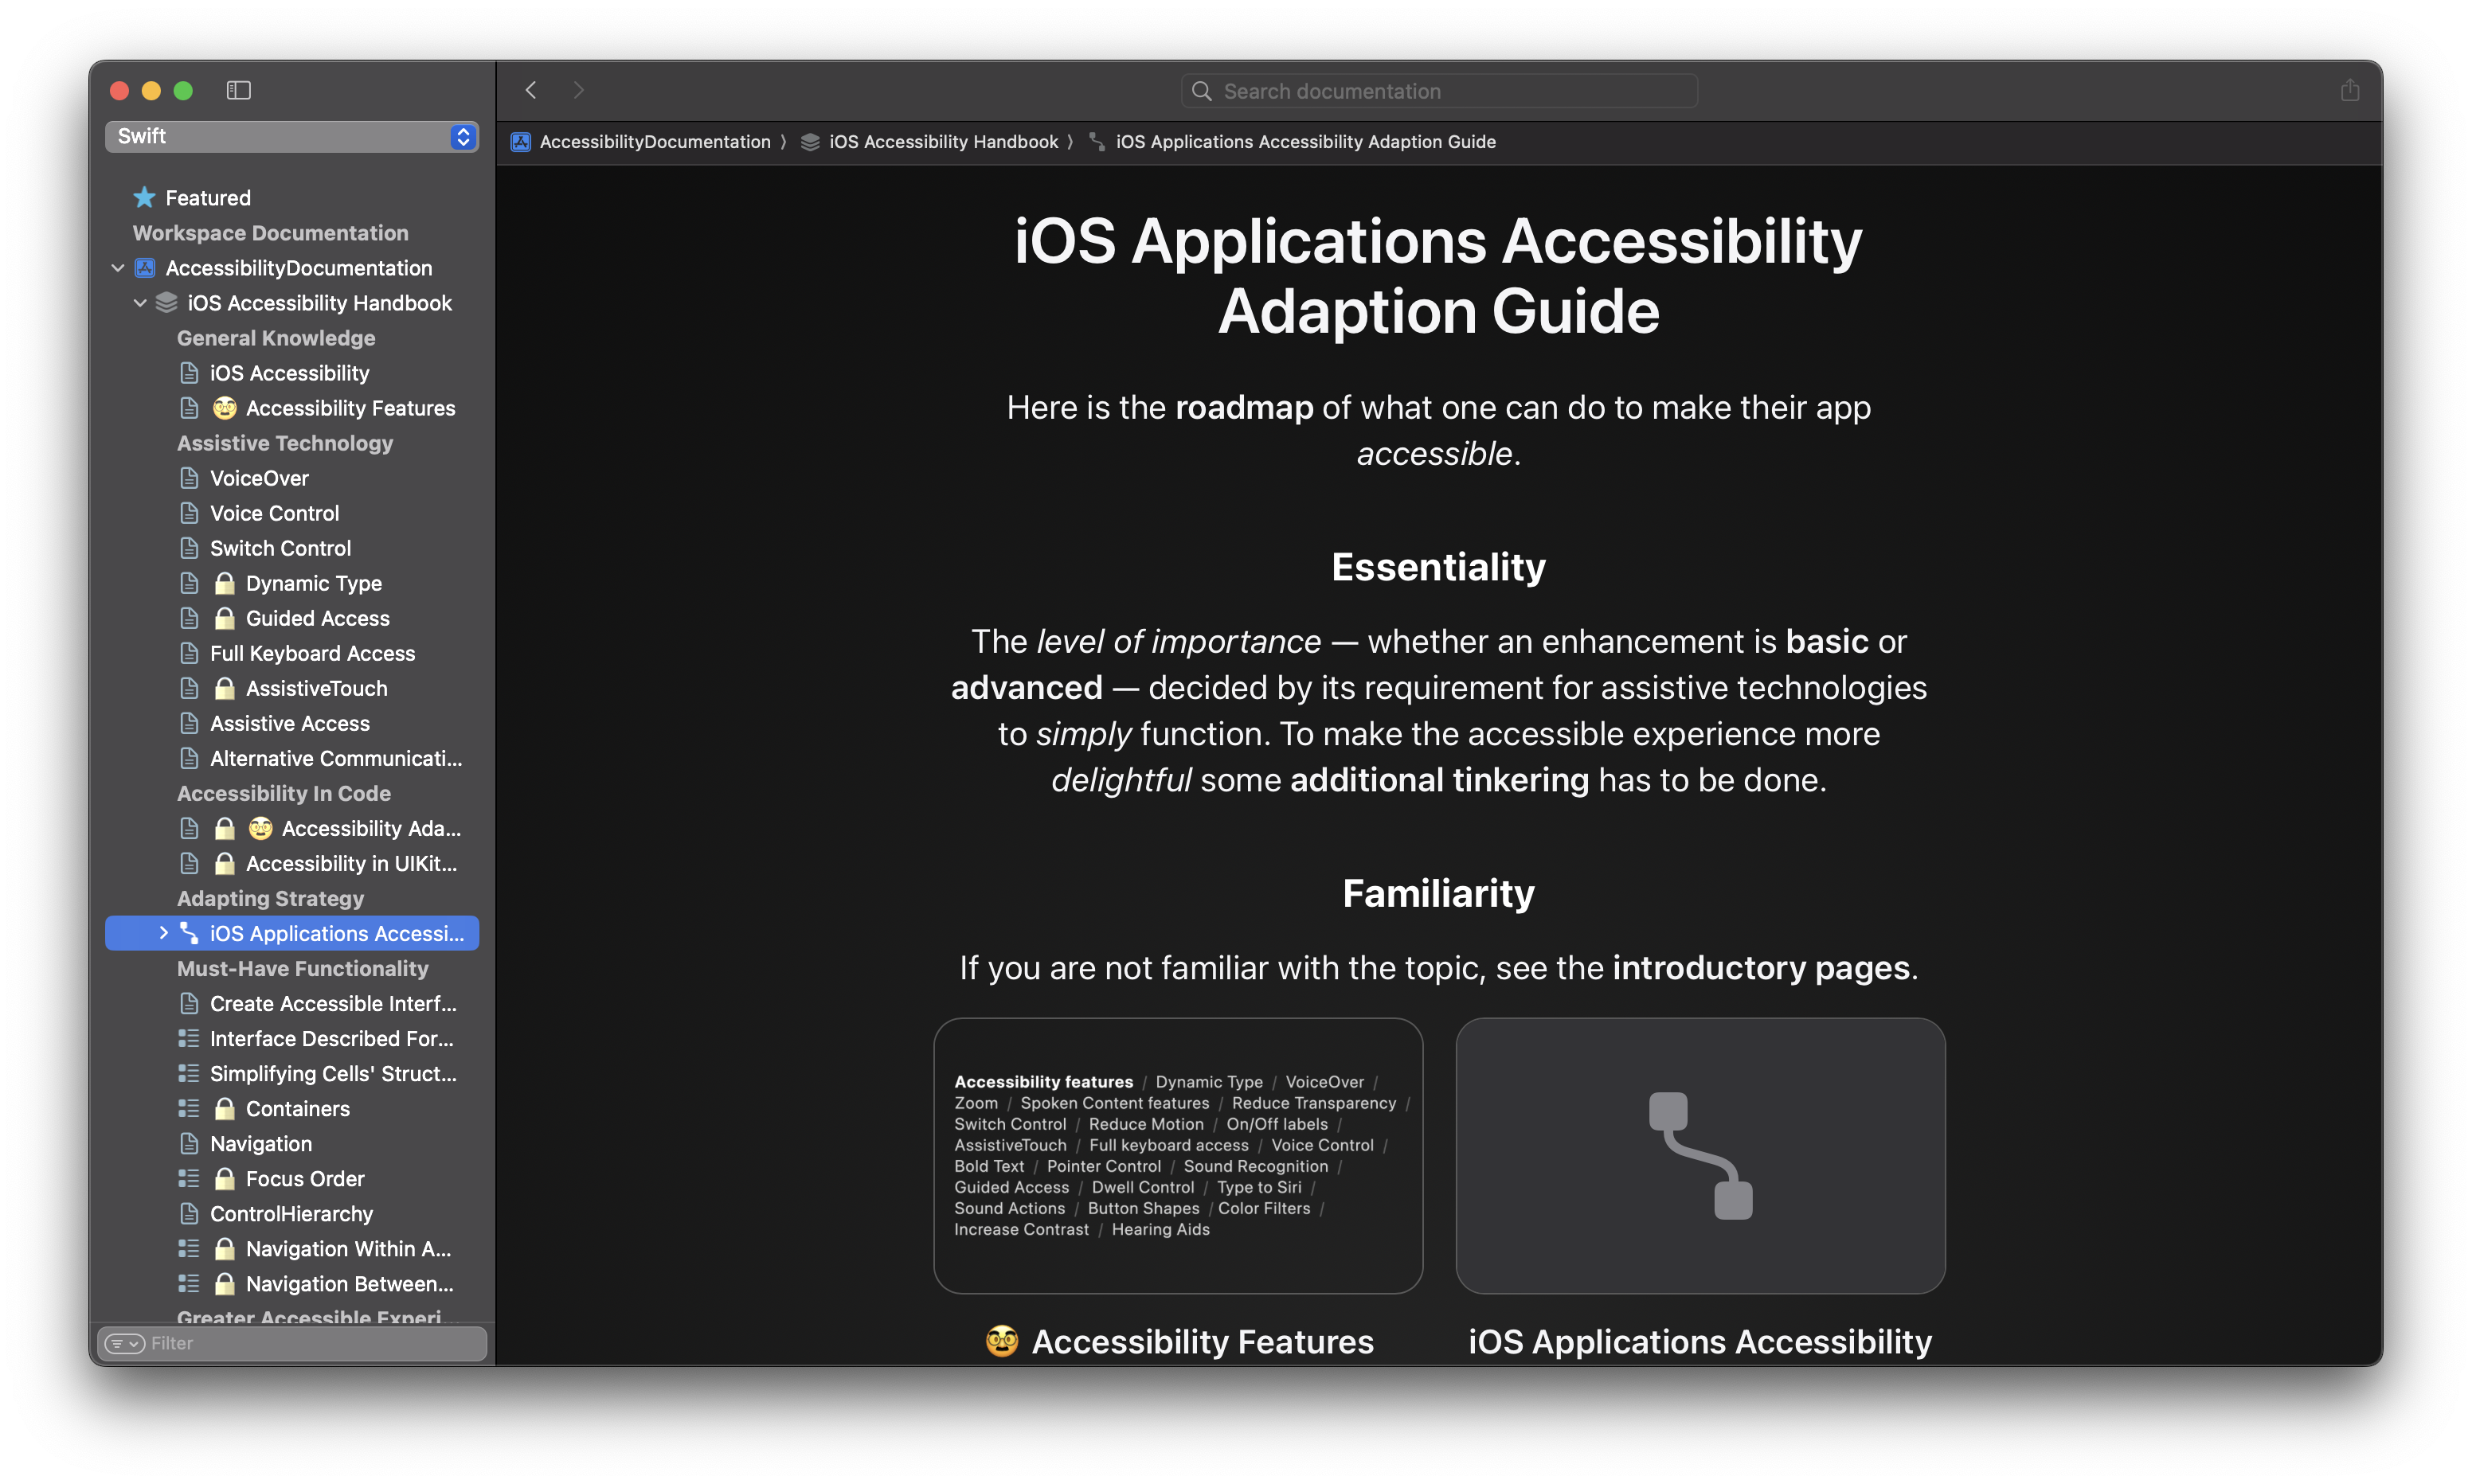 Swift
Featured
Workspace Documentation
AccessibilityDocumentation
iOS Accessibility Handbook
General Knowledge
iOS Accessibility
🥸 Accessibility Features
Assistive Technology
VoiceOver
Voice Control
Switch Control
🔒 Dynamic Type
🔒 Guided Access
Full Keyboard Access
🔒 AssistiveTouch
Assistive Access
Alternative Communicati...
Accessibility In Code
🔒 🥸 Accessibility Ada...
🔒 Accessibility in UIKit...
Adapting Strategy
iOS Applications Accessi...
Must-Have Functionality
Create Accessible Interf...
Interface Described For...
Simplifying Cells' Struct...
🔒 Containers
Navigation
🔒 Focus Order
ControlHierarchy
🔒 Navigation Within A...
🔒 Navigation Between...
Greater Accessible Experi...
Filter
Search documentation
AccessibilityDocumentation ⟩ iOS Accessibility Handbook ⟩ iOS Applications Accessibility Adaption Guide
iOS Applications Accessibility
Adaption Guide
Here is the roadmap of what one can do to make their app
accessible.
Essentiality
The level of importance — whether an enhancement is basic or
advanced — decided by its requirement for assistive technologies
to simply function. To make the accessible experience more
delightful some additional tinkering has to be done.
Familiarity
If you are not familiar with the topic, see the introductory pages.
Accessibility features / Dynamic Type / VoiceOver /
Zoom / Spoken Content features / Reduce Transparency /
Switch Control / Reduce Motion / On/Off labels /
AssistiveTouch / Full keyboard access / Voice Control /
Bold Text / Pointer Control / Sound Recognition /
Guided Access / Dwell Control / Type to Siri /
Sound Actions / Button Shapes / Color Filters /
Increase Contrast / Hearing Aids
🥸 Accessibility Features
iOS Applications Accessibility